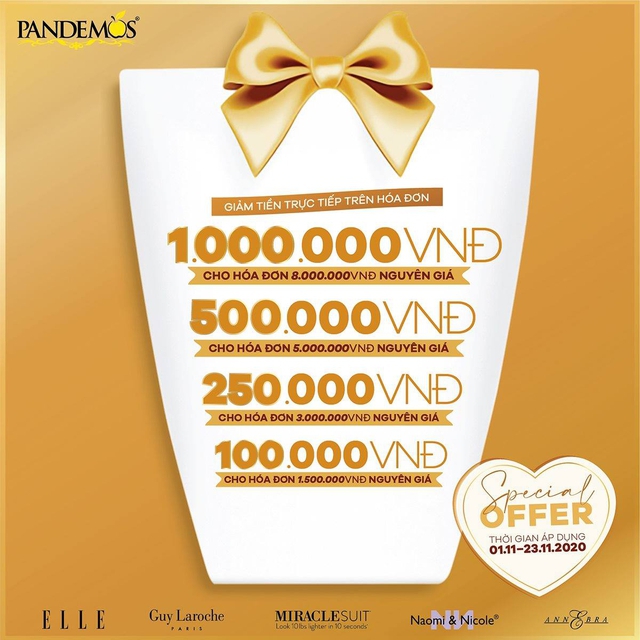 PANDEMOS
GIẢM TIỀN TRỰC TIẾP TRÊN HÓA ĐƠN
1.000.000VNĐ
CHO HÓA ĐƠN 8.000.000VNĐ NGUYÊN GIÁ
500.000VNĐ
CHO HÓA ĐƠN 5.000.000VNĐ NGUYÊN GIÁ
250.000VNĐ
CHO HÓA ĐƠN 3.000.000VNĐ NGUYÊN GIÁ
100.000VNĐ
CHO HÓA ĐƠN 1.500.000VNĐ NGUYÊN GIÁ
Special
OFFER
THỜI GIAN ÁP DỤNG
01.11-23.11.2020
ELLE
Guy Laroche
PARIS
MIRACLESUIT
Look 10 lbs lighter in 10 seconds®
NN
Naomi & Nicole®
ANNEBRA